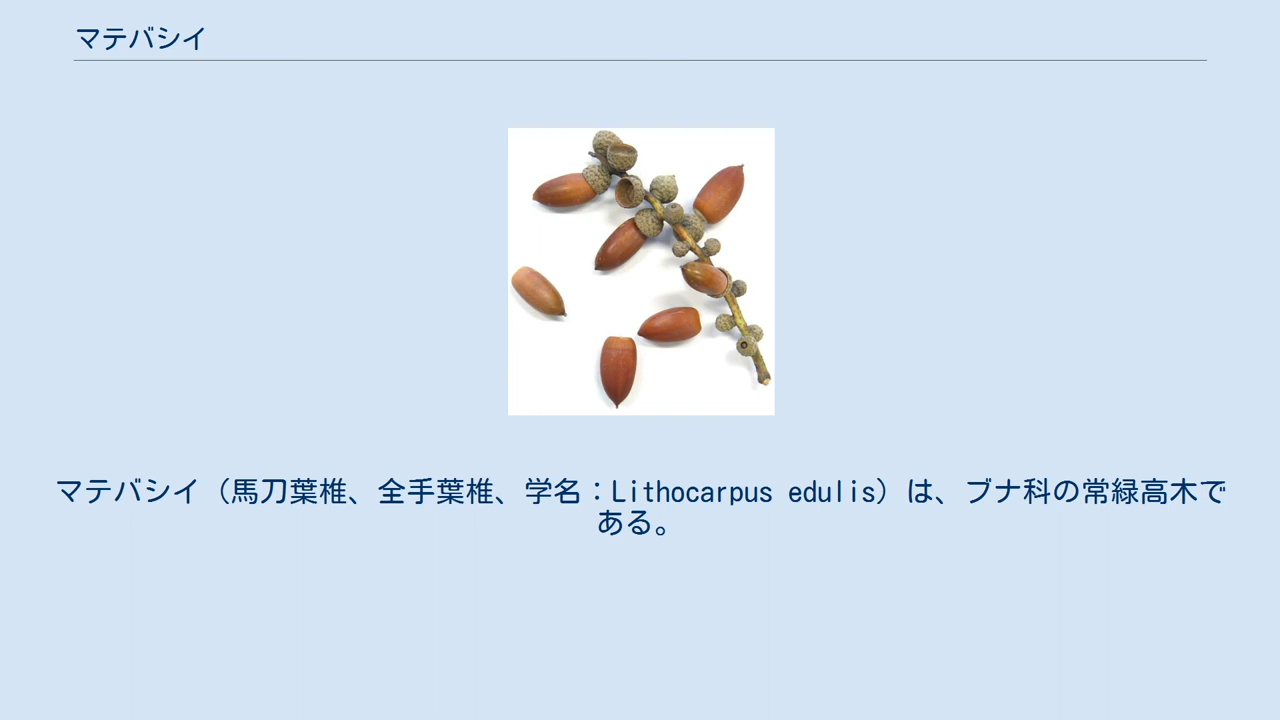 マテバシイ
マテバシイ（馬刀葉椎、全手葉椎、学名：Lithocarpus edulis）は、ブナ科の常緑高木で
ある。